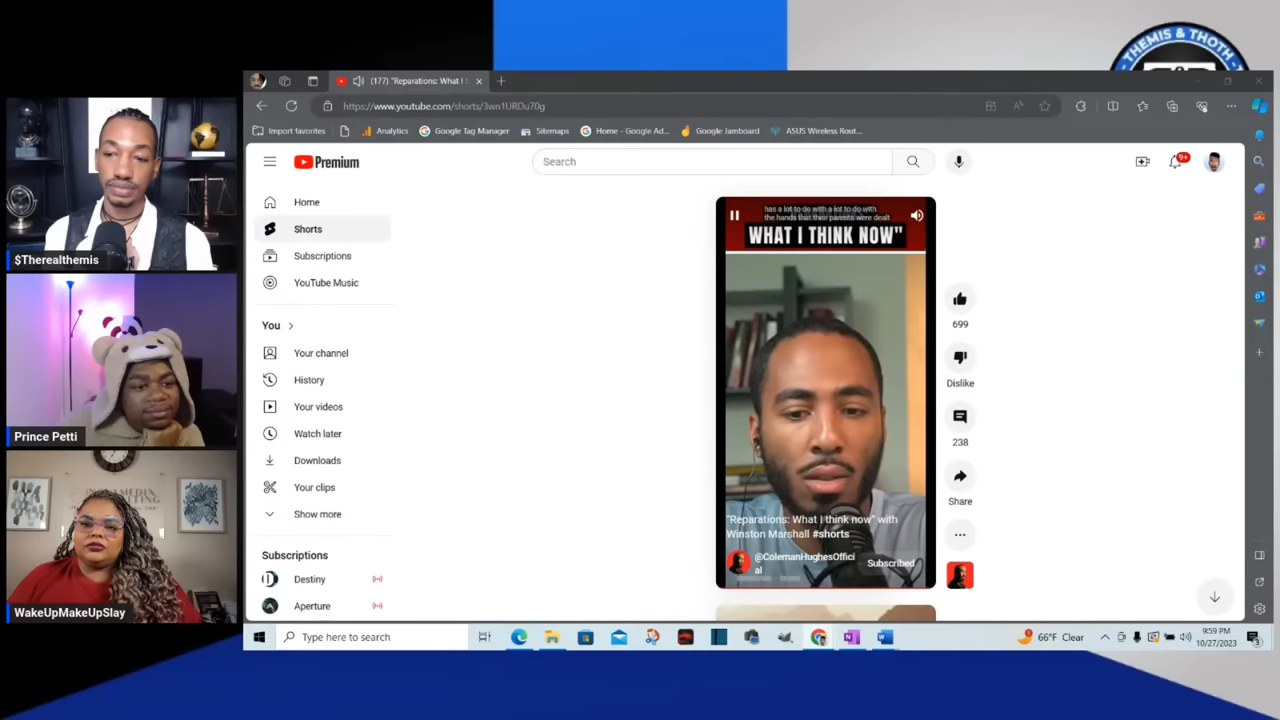 THEMIS & THOTH
(177) "Reparations: What I t
https://www.youtube.com/shorts/3wn1URDu70g
Import favorites
Analytics
Google Tag Manager
Sitemaps
Home - Google Ad...
Google Jamboard
ASUS Wireless Rout...
Premium
Search
9+
Home
Shorts
Subscriptions
YouTube Music
You
Your channel
History
Your videos
Watch later
Downloads
Your clips
Show more
Subscriptions
Destiny
Aperture
has a lot to do with a lot to do with
the hands that their parents were dealt
WHAT I THINK NOW"
"Reparations: What I think now" with
Winston Marshall #shorts
@ColemanHughesOffici
al
Subscribed
699
Dislike
238
Share
$Therealthemis
Prince Petti
WakeUpMakeUpSlay
Type here to search
66°F Clear
9:59 PM
10/27/2023